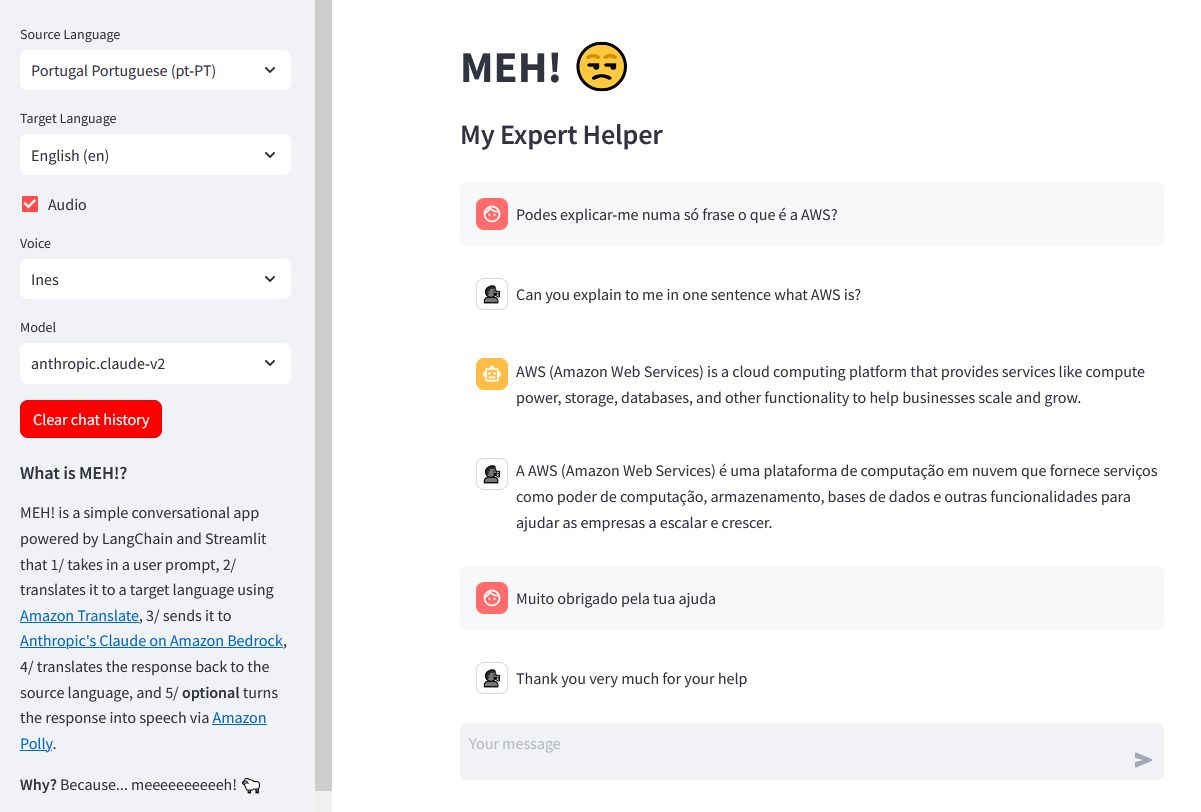 Source Language
Portugal Portuguese (pt-PT)
Target Language
English (en)
Audio
Voice
Ines
Model
anthropic.claude-v2
Clear chat history
What is MEH!?
MEH! is a simple conversational app
powered by LangChain and Streamlit
that 1/ takes in a user prompt, 2/
translates it to a target language using
Amazon Translate, 3/ sends it to
Anthropic's Claude on Amazon Bedrock,
4/ translates the response back to the
source language, and 5/ optional turns
the response into speech via Amazon
Polly.
Why? Because... meeeeeeeeeh!
MEH!
My Expert Helper
Podes explicar-me numa só frase o que é a AWS?
Can you explain to me in one sentence what AWS is?
AWS (Amazon Web Services) is a cloud computing platform that provides services like compute
power, storage, databases, and other functionality to help businesses scale and grow.
A AWS (Amazon Web Services) é uma plataforma de computação em nuvem que fornece serviços
como poder de computação, armazenamento, bases de dados e outras funcionalidades para
ajudar as empresas a escalar e crescer.
Muito obrigado pela tua ajuda
Thank you very much for your help
Your message